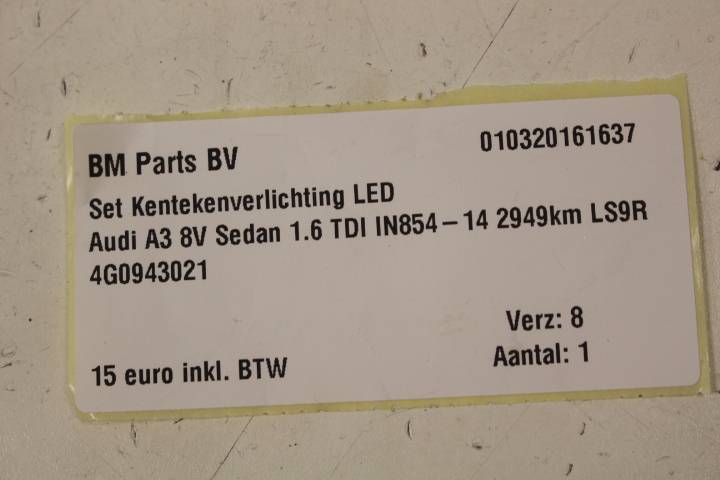 BM Parts BV 010320161637
Set Kentekenverlichting LED
Audi A3 8V Sedan 1.6 TDI IN854-14 2949km LS9R
4G0943021
Verz: 8
15 euro inkl. BTW Aantal: 1